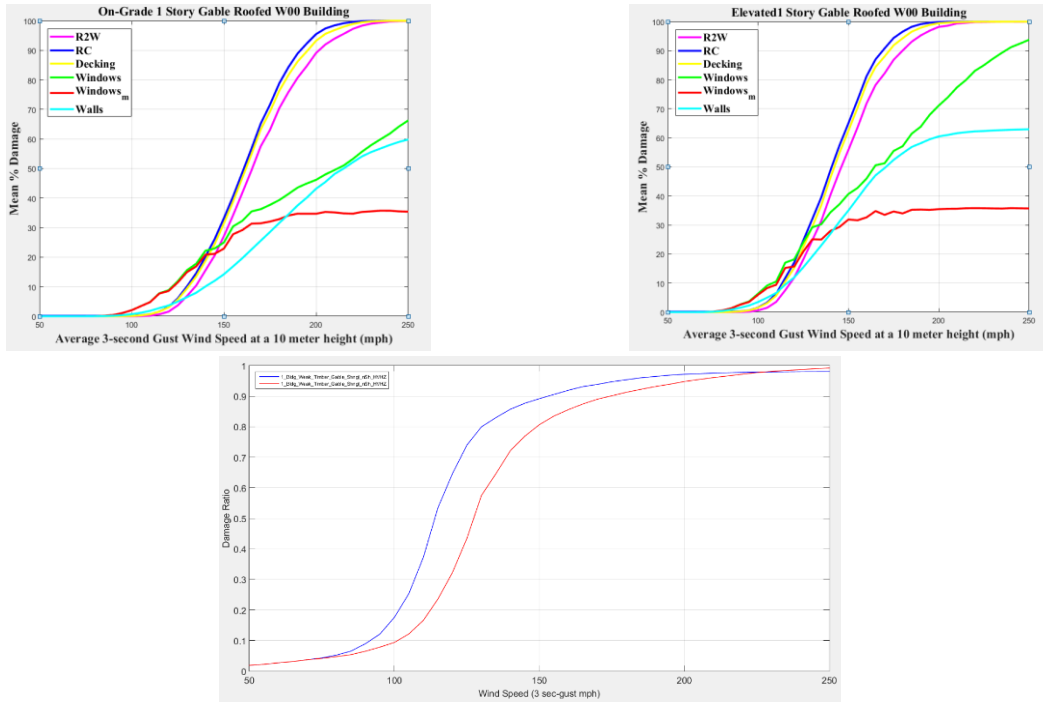 On-Grade 1 Story Gable Roofed W00 Building
Mean % Damage
100
90
80
70
60
50
40
30
20
10
0
R2W
RC
Decking
Windows
Windows m
Walls
50
100
150
200
250
Average 3-second Gust Wind Speed at a 10 meter height (mph)
Elevated1 Story Gable Roofed W00 Building
Mean % Damage
100
90
80
70
60
50
40
30
20
10
0
R2W
RC
Decking
Windows
Windows m
Walls
50
100
150
200
250
Average 3-second Gust Wind Speed at a 10 meter height (mph)
Damage Ratio
1
0.9
0.8
0.7
0.6
0.5
0.4
0.3
0.2
0.1
0
1_Bldg_Weak_Timber_Gable_Shngl_nSh_HVHZ
1_Bldg_Weak_Timber_Gable_Shngl_nSh_HVHZ
50
100
150
200
250
Wind Speed (3 sec-gust mph)